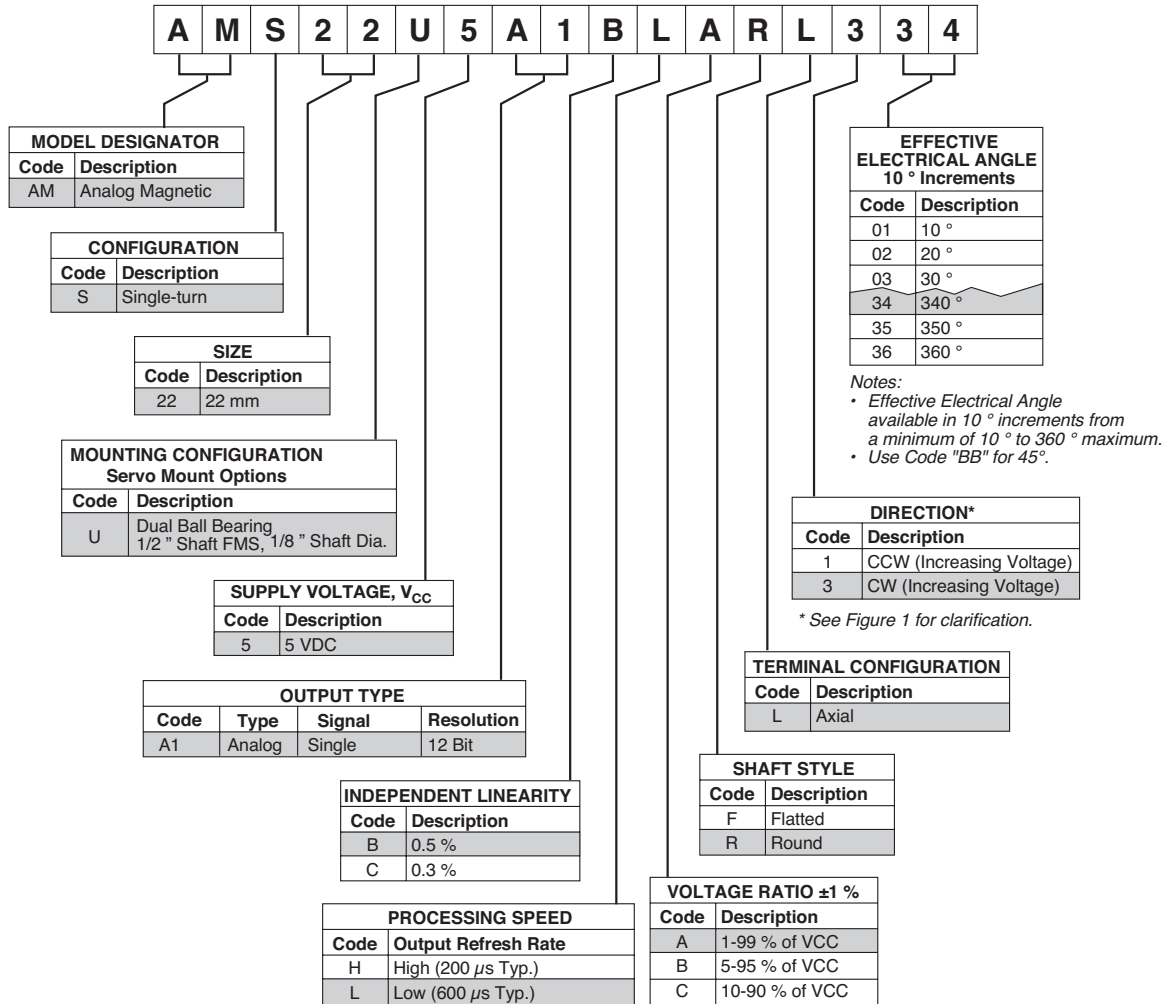 A M S 2 2 U 5 A 1 B L A R L 3 3 4
MODEL DESIGNATOR
Code Description
AM Analog Magnetic
CONFIGURATION
Code Description
S Single-turn
SIZE
Code Description
22 22 mm
MOUNTING CONFIGURATION
Servo Mount Options
Code Description
U Dual Ball Bearing
1/2 " Shaft FMS, 1/8 " Shaft Dia.
SUPPLY VOLTAGE, VCC
Code Description
5 5 VDC
OUTPUT TYPE
Code Type Signal Resolution
A1 Analog Single 12 Bit
INDEPENDENT LINEARITY
Code Description
B 0.5 %
C 0.3 %
PROCESSING SPEED
Code Output Refresh Rate
H High (200 µs Typ.)
L Low (600 µs Typ.)
VOLTAGE RATIO ±1 %
Code Description
A 1-99 % of VCC
B 5-95 % of VCC
C 10-90 % of VCC
SHAFT STYLE
Code Description
F Flatted
R Round
TERMINAL CONFIGURATION
Code Description
L Axial
DIRECTION*
Code Description
1 CCW (Increasing Voltage)
3 CW (Increasing Voltage)
* See Figure 1 for clarification.
EFFECTIVE
ELECTRICAL ANGLE
10 ° Increments
Code Description
01 10 °
02 20 °
03 30 °
34 340 °
35 350 °
36 360 °
Notes:
• Effective Electrical Angle
available in 10 ° increments from
a minimum of 10 ° to 360 ° maximum.
• Use Code "BB" for 45°.